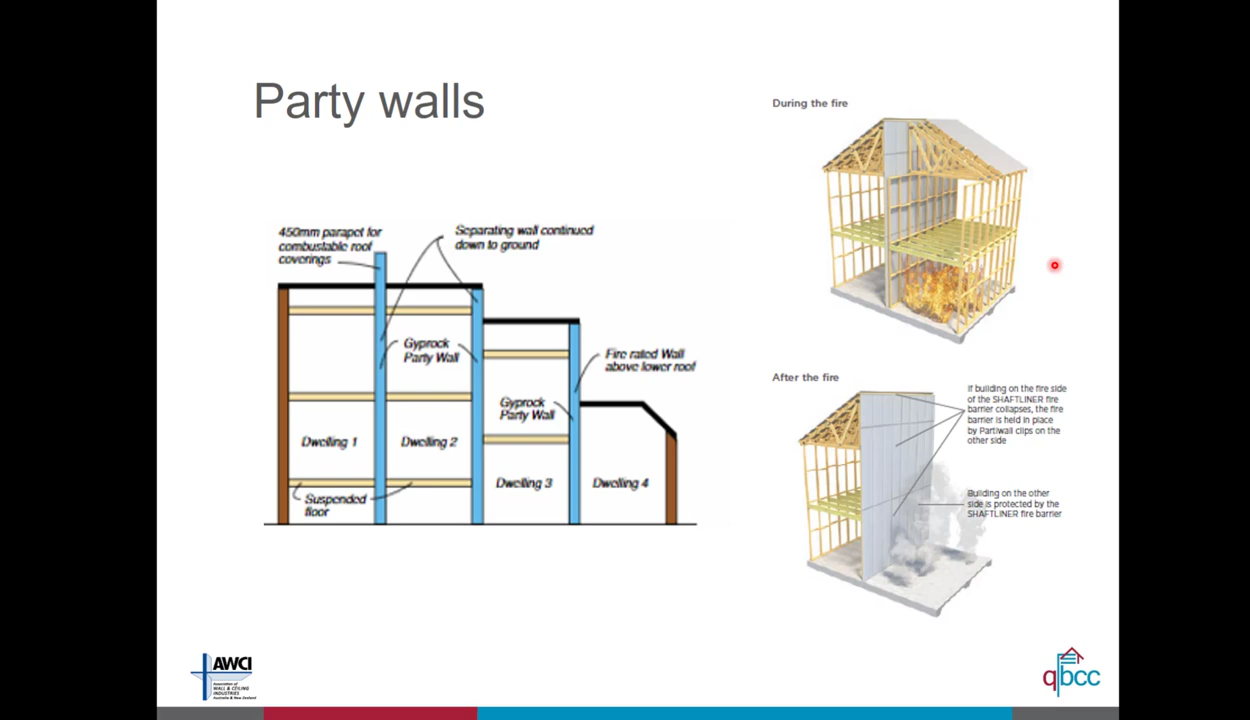 Party walls
During the fire
450mm parapet for
combustable roof
coverings
Separating wall continued
down to ground
Gyprock
Party Wall
Fire rated Wall
above lower roof
Gyprock
Party Wall
Dwelling 1
Dwelling 2
Dwelling 3
Dwelling 4
Suspended
floor
After the fire
If building on the fire side
of the SHAFTLINER fire
barrier collapses, the fire
barrier is held in place
by Partiwall clips on the
other side
Building on the other
side is protected by the
SHAFTLINER fire barrier
AWCI
Association of
WALL & CEILING
INDUSTRIES
Australia & New Zealand
qbcc